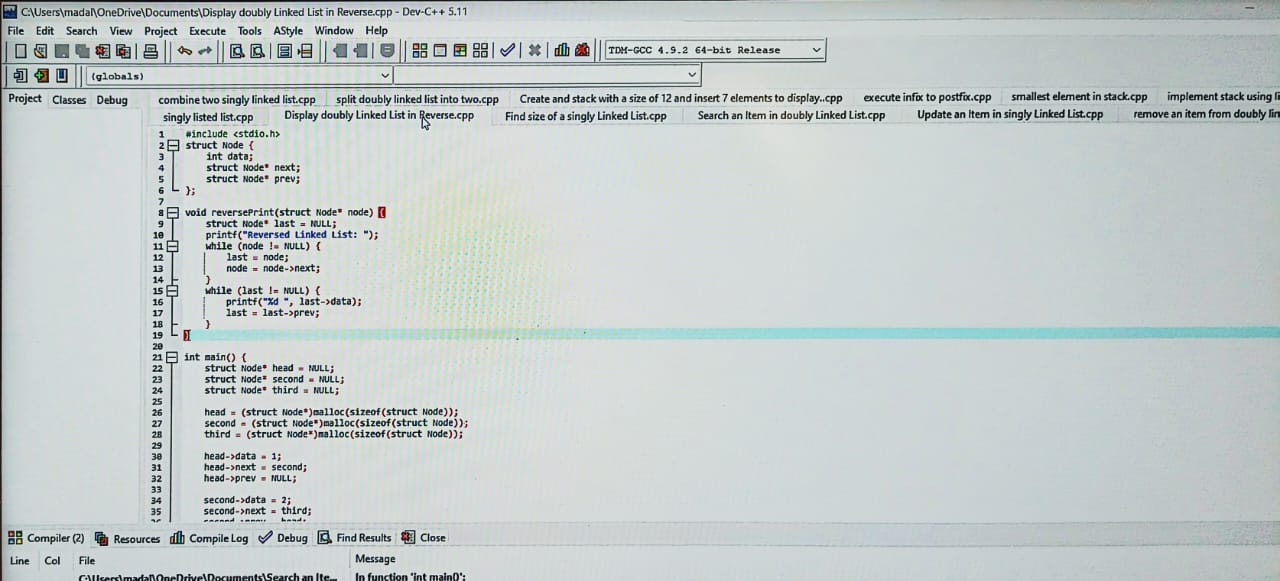 C:\Users\madal\OneDrive\Documents\Display doubly Linked List in Reverse.cpp - Dev-C++ 5.11
File Edit Search View Project Execute Tools AStyle Window Help
TDM-GCC 4.9.2 64-bit Release
(globals)
Project Classes Debug
combine two singly linked list.cpp split doubly linked list into two.cpp Create and stack with a size of 12 and insert 7 elements to display..cpp execute infix to postfix.cpp smallest element in stack.cpp implement stack using li
singly listed list.cpp Display doubly Linked List in Reverse.cpp Find size of a singly Linked List.cpp Search an Item in doubly Linked List.cpp Update an Item in singly Linked List.cpp remove an item from doubly lin
1 #include <stdio.h>
2 struct Node {
3 int data;
4 struct Node* next;
5 struct Node* prev;
6 };
7
8 void reversePrint(struct Node* node) {
9 struct Node* last = NULL;
10 printf("Reversed Linked List: ");
11 while (node != NULL) {
12 last = node;
13 node = node->next;
14 }
15 while (last != NULL) {
16 printf("%d ", last->data);
17 last = last->prev;
18 }
19 }
20
21 int main() {
22 struct Node* head = NULL;
23 struct Node* second = NULL;
24 struct Node* third = NULL;
25
26 head = (struct Node*)malloc(sizeof(struct Node));
27 second = (struct Node*)malloc(sizeof(struct Node));
28 third = (struct Node*)malloc(sizeof(struct Node));
29
30 head->data = 1;
31 head->next = second;
32 head->prev = NULL;
33
34 second->data = 2;
35 second->next = third;
Compiler (2) Resources Compile Log Debug Find Results Close
Line Col File Message
C:\Users\madal\OneDrive\Documents\Search an Ite... In function 'int main()':